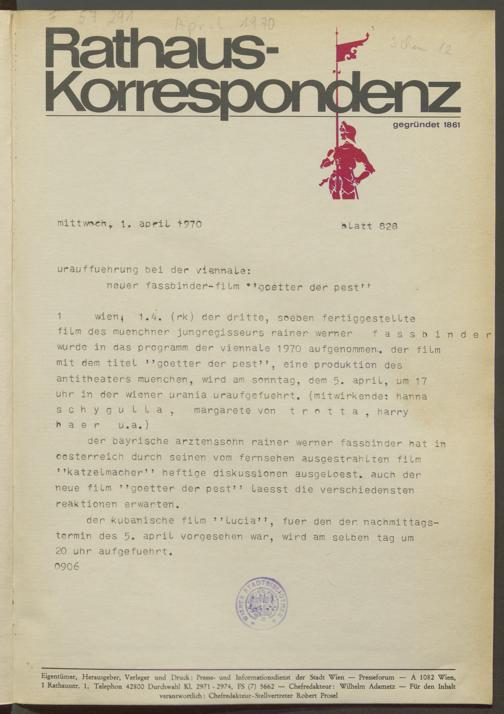 April 1970
Rathaus-
Korrespondenz
gegründet 1861
mittwoch, 1. april 1970 blatt 828
urauffuehrung bei der viennale:
neuer fassbinder-film ''goetter der pest''
1 wien, 1.4. (rk) der dritte, soeben fertiggestellte
film des muenchner jungregisseurs rainer werner f a s s b i n d e r
wurde in das programm der viennale 1970 aufgenommen. der film
mit dem titel ''goetter der pest'', eine produktion des
antitheaters muenchen, wird am sonntag, dem 5. april, um 17
uhr in der wiener urania uraufgefuehrt. (mitwirkende: hanna
s c h y g u l l a , margarete von t r o t t a , harry
b a e r u.a.)
der bayrische arztenssohn rainer werner fassbinder hat in
oesterreich durch seinen vom fernsehen ausgestrahlten film
''katzelmacher'' heftige diskussionen ausgeloest. auch der
neue film ''goetter der pest'' laesst die verschiedensten
reaktionen erwarten.
der kubanische film ''lucia'', fuer den der nachmittags-
termin des 5. april vorgesehen war, wird am selben tag um
20 uhr aufgefuehrt.
0906
WIENER STADTBIBLIOTHEK
Eigentümer, Herausgeber, Verleger und Druck: Presse- und Informationsdienst der Stadt Wien — Presseforum — A 1082 Wien,
1 Rathausstr. 1, Telephon 42800 Durchwahl Kl. 2971 - 2974, FS (7) 5662 — Chefredakteur: Wilhelm Adametz — Für den Inhalt
verantwortlich: Chefredakteur-Stellvertreter Robert Prosel